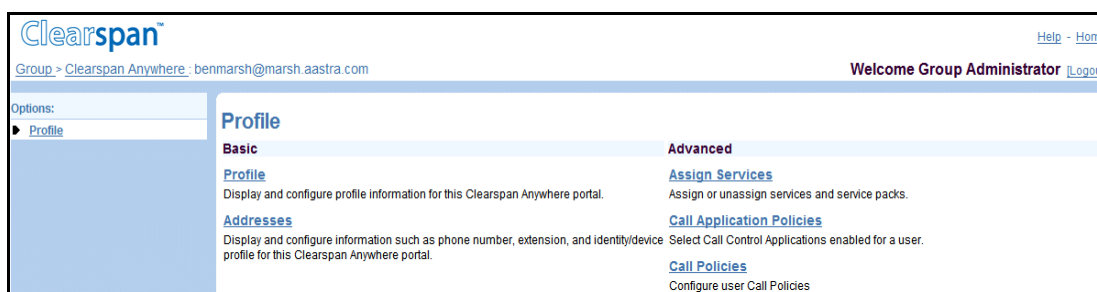 Clearspan™
Help - Hom
Group > Clearspan Anywhere : benmarsh@marsh.aastra.com
Welcome Group Administrator [Logou
Options:
Profile
Profile
Basic
Profile
Display and configure profile information for this Clearspan Anywhere portal.
Addresses
Display and configure information such as phone number, extension, and identity/device
profile for this Clearspan Anywhere portal.
Advanced
Assign Services
Assign or unassign services and service packs.
Call Application Policies
Select Call Control Applications enabled for a user.
Call Policies
Configure user Call Policies